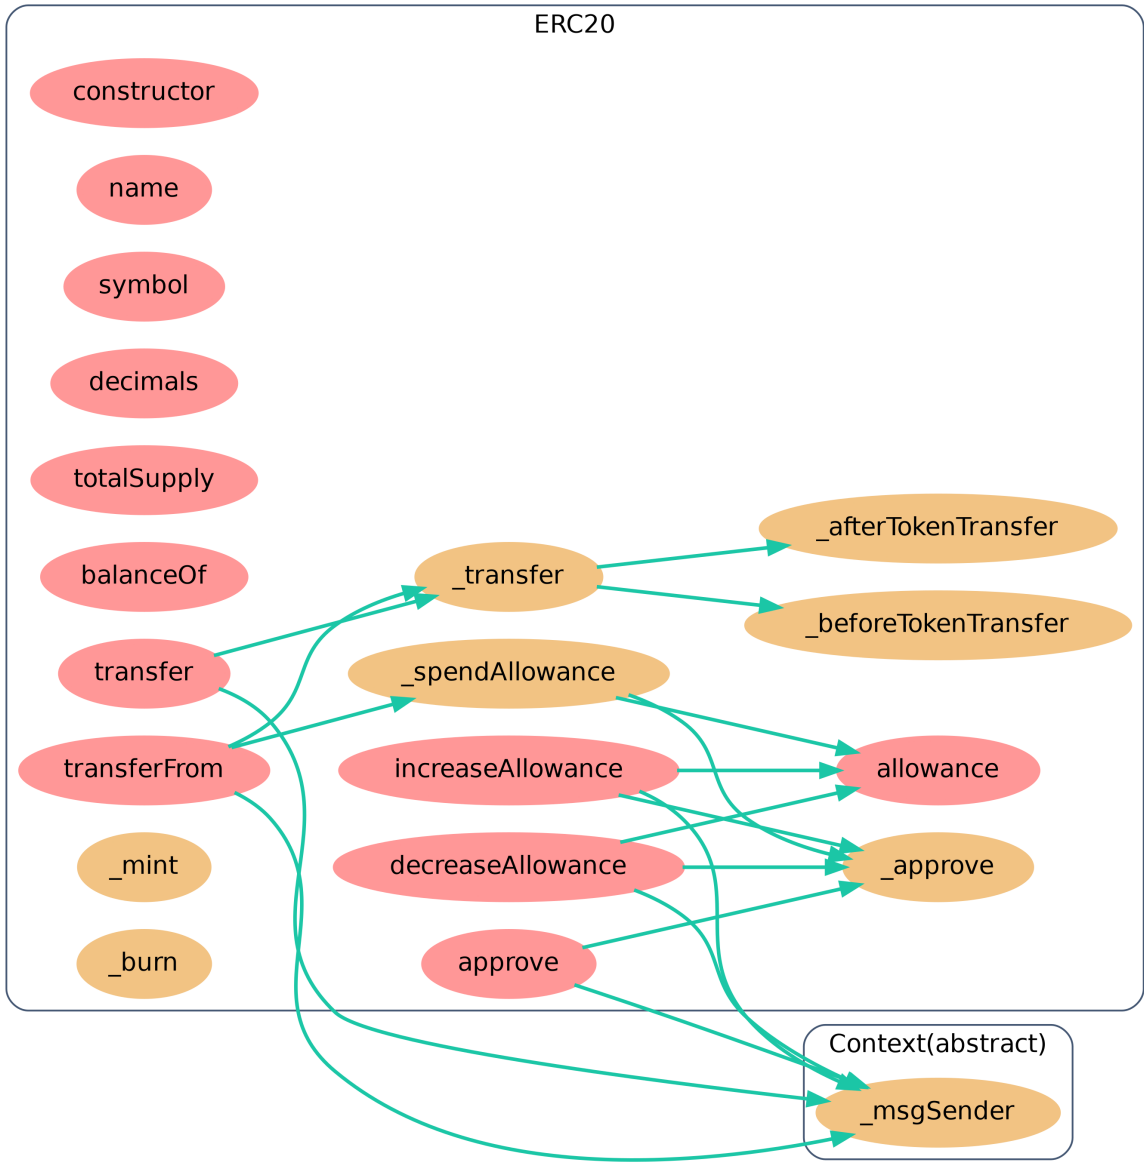 ERC20
constructor
name
symbol
decimals
totalSupply
balanceOf
transfer
transferFrom
_mint
_burn
_transfer
_spendAllowance
increaseAllowance
decreaseAllowance
approve
_afterTokenTransfer
_beforeTokenTransfer
allowance
_approve
Context(abstract)
_msgSender